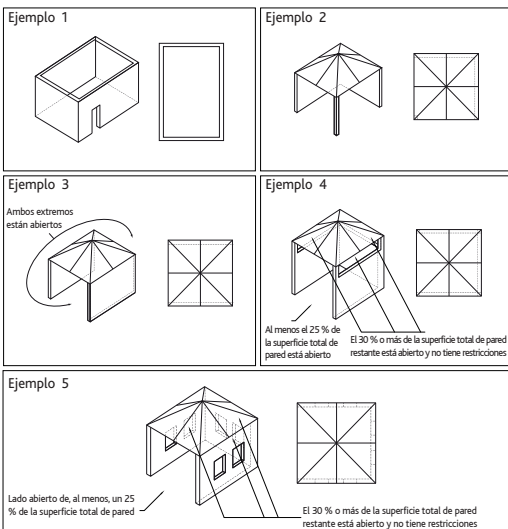 Ejemplo 1
Ejemplo 2
Ejemplo 3
Ambos extremos
están abiertos
Ejemplo 4
Al menos el 25 % de
la superficie total de
pared está abierto
El 30 % o más de la superficie total de pared
restante está abierto y no tiene restricciones
Ejemplo 5
Lado abierto de, al menos, un 25
% de la superficie total de pared
El 30 % o más de la superficie total de pared
restante está abierto y no tiene restricciones